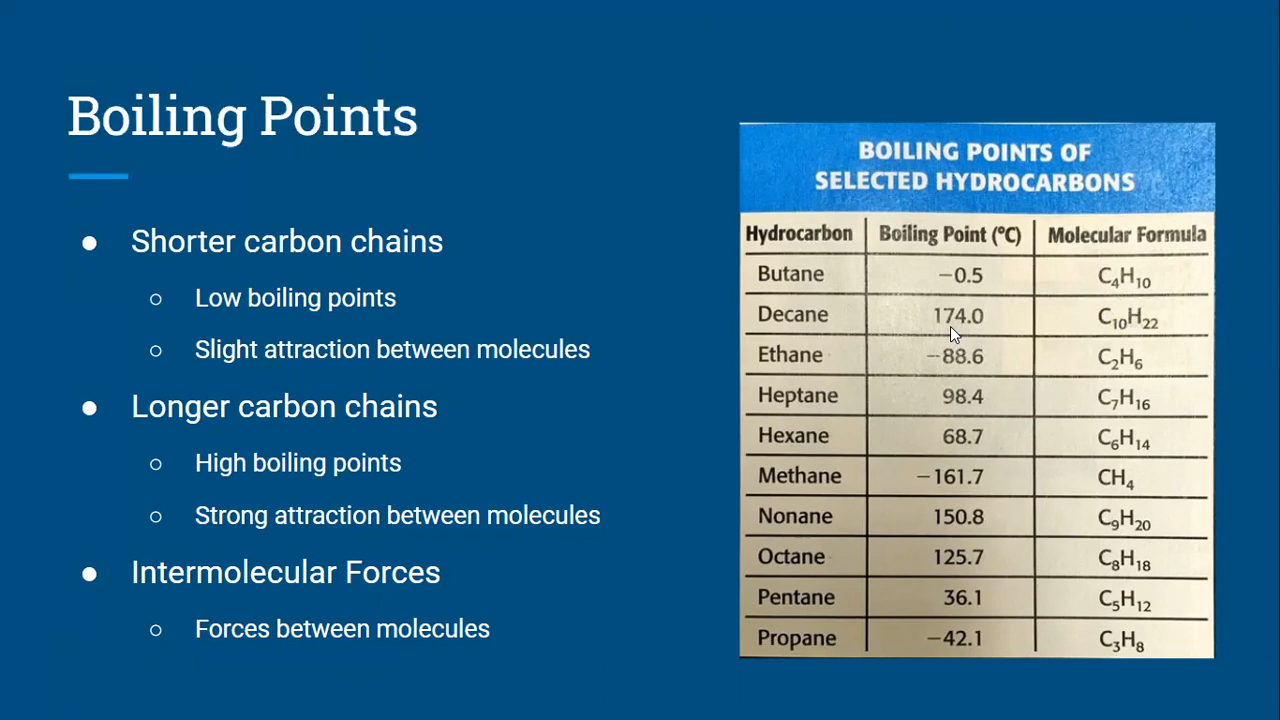 Boiling Points
● Shorter carbon chains
○ Low boiling points
○ Slight attraction between molecules
● Longer carbon chains
○ High boiling points
○ Strong attraction between molecules
● Intermolecular Forces
○ Forces between molecules
BOILING POINTS OF
SELECTED HYDROCARBONS
Hydrocarbon Boiling Point (°C) Molecular Formula
Butane −0.5 C₄H₁₀
Decane 174.0 C₁₀H₂₂
Ethane −88.6 C₂H₆
Heptane 98.4 C₇H₁₆
Hexane 68.7 C₆H₁₄
Methane −161.7 CH₄
Nonane 150.8 C₉H₂₀
Octane 125.7 C₈H₁₈
Pentane 36.1 C₅H₁₂
Propane −42.1 C₃H₈